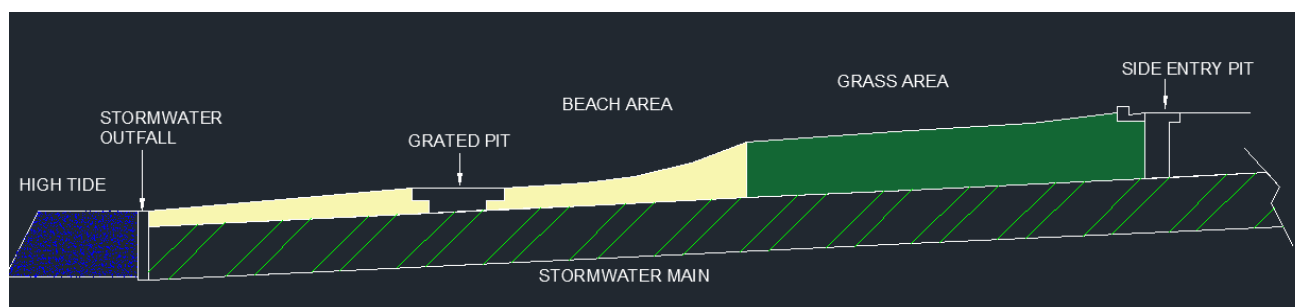 SIDE ENTRY PIT
GRASS AREA
BEACH AREA
STORMWATER
OUTFALL
GRATED PIT
HIGH TIDE
STORMWATER MAIN